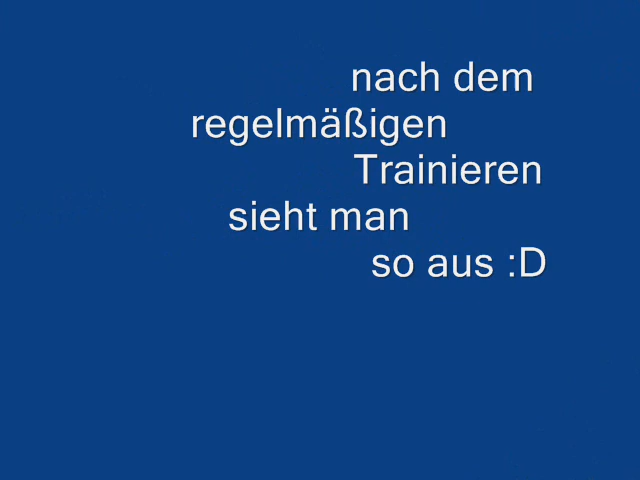 nach dem
regelmäßigen
Trainieren
sieht man
so aus :D